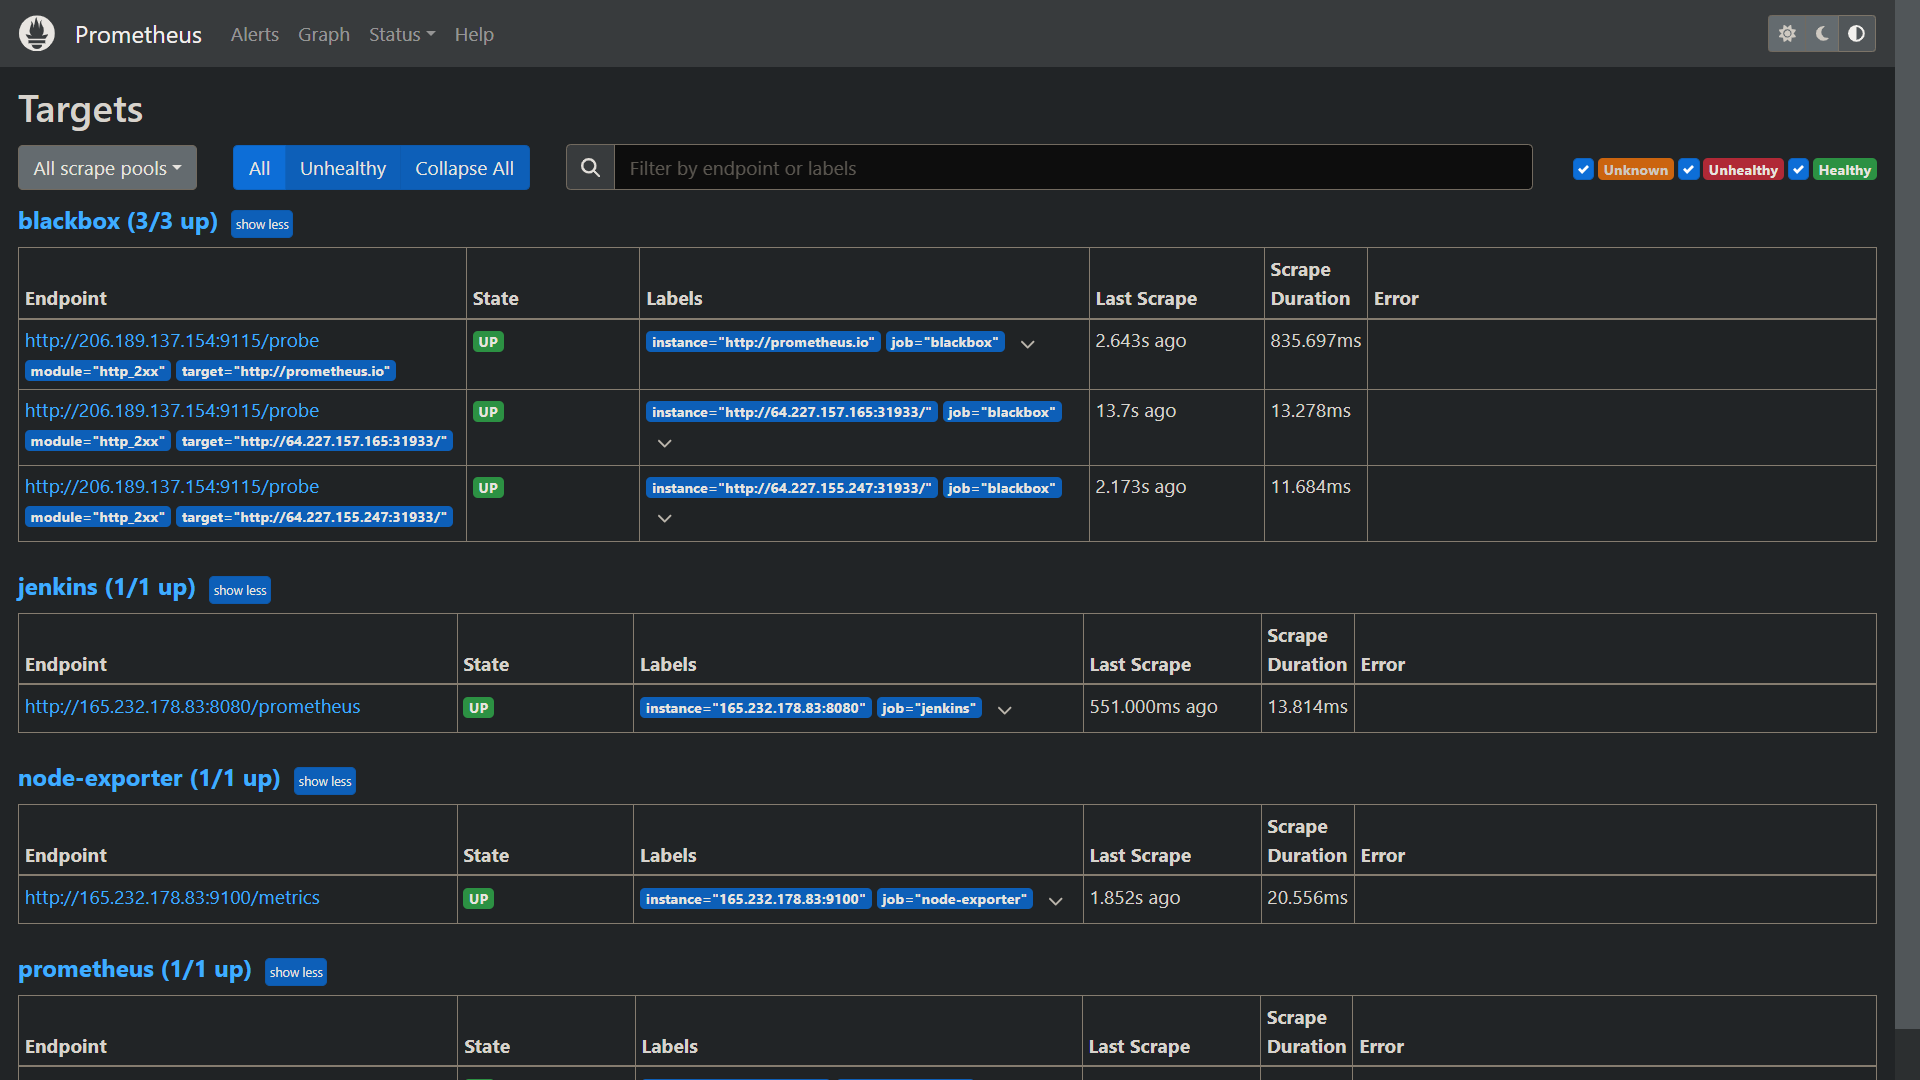 Prometheus Alerts Graph Status Help
Targets
All scrape pools All Unhealthy Collapse All Filter by endpoint or labels Unknown Unhealthy Healthy
blackbox (3/3 up) show less
Endpoint State Labels Last Scrape Scrape Duration Error
http://206.189.137.154:9115/probe UP instance="http://prometheus.io" job="blackbox" 2.643s ago 835.697ms
module="http_2xx" target="http://prometheus.io"
http://206.189.137.154:9115/probe UP instance="http://64.227.157.165:31933/" job="blackbox" 13.7s ago 13.278ms
module="http_2xx" target="http://64.227.157.165:31933/"
http://206.189.137.154:9115/probe UP instance="http://64.227.155.247:31933/" job="blackbox" 2.173s ago 11.684ms
module="http_2xx" target="http://64.227.155.247:31933/"
jenkins (1/1 up) show less
Endpoint State Labels Last Scrape Scrape Duration Error
http://165.232.178.83:8080/prometheus UP instance="165.232.178.83:8080" job="jenkins" 551.000ms ago 13.814ms
node-exporter (1/1 up) show less
Endpoint State Labels Last Scrape Scrape Duration Error
http://165.232.178.83:9100/metrics UP instance="165.232.178.83:9100" job="node-exporter" 1.852s ago 20.556ms
prometheus (1/1 up) show less
Endpoint State Labels Last Scrape Scrape Duration Error